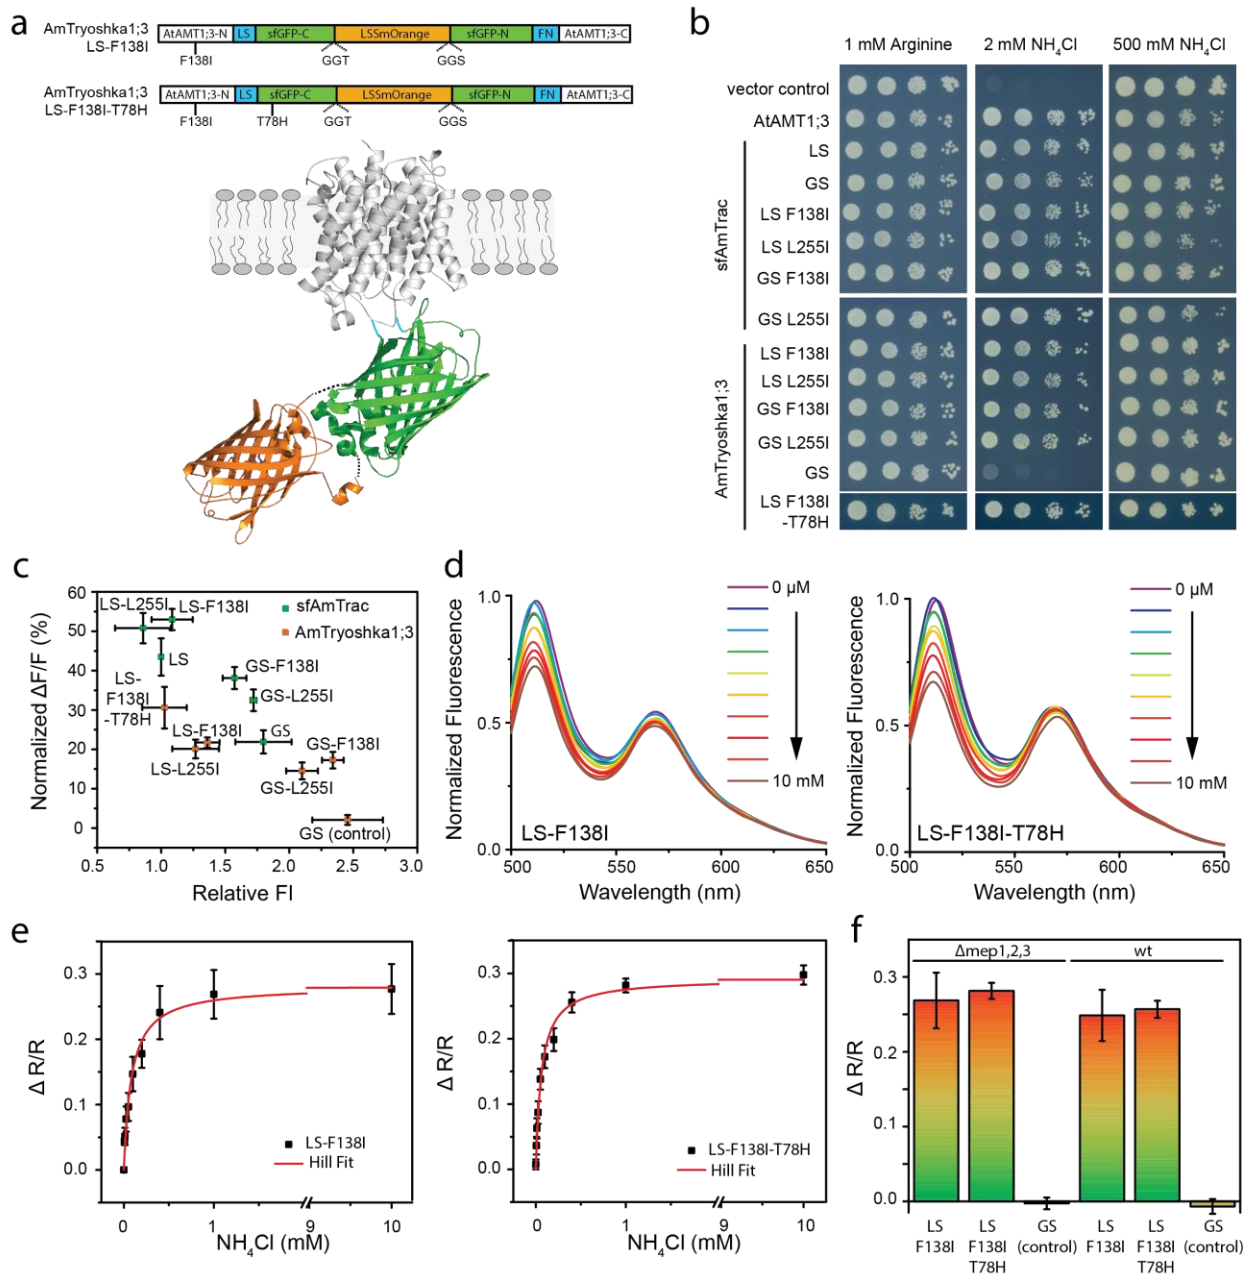 a
AmTryoshka1;3
LS-F138I
AtAMT1;3-N LS sfGFP-C LSSmOrange sfGFP-N FN AtAMT1;3-C
F138I GGT GGS
AmTryoshka1;3
LS-F138I-T78H
AtAMT1;3-N LS sfGFP-C LSSmOrange sfGFP-N FN AtAMT1;3-C
F138I T78H GGT GGS
b
1 mM Arginine 2 mM NH₄Cl 500 mM NH₄Cl
vector control
AtAMT1;3
sfAmTrac
LS
GS
LS F138I
LS L255I
GS F138I
GS L255I
AmTryoshka1;3
LS F138I
LS L255I
GS F138I
GS L255I
GS
LS F138I
-T78H
c
Normalized ΔF/F (%)
60
50
40
30
20
10
0
LS-L255I LS-F138I
sfAmTrac
AmTryoshka1;3
LS
LS-
F138I
-T78H
GS-F138I
GS-L255I
LS-F138I
GS
GS-F138I
LS-L255I
GS-L255I
GS (control)
0.5 1.0 1.5 2.0 2.5 3.0
Relative FI
d
Normalized Fluorescence
1.0
0.5
0.0
0 µM
10 mM
LS-F138I
500 550 600 650
Wavelength (nm)
Normalized Fluorescence
1.0
0.5
0.0
0 µM
10 mM
LS-F138I-T78H
500 550 600 650
Wavelength (nm)
e
Δ R/R
0.3
0.2
0.1
0.0
LS-F138I
Hill Fit
0 1 9 10
NH₄Cl (mM)
Δ R/R
0.3
0.2
0.1
0.0
LS-F138I-T78H
Hill Fit
0 1 9 10
NH₄Cl (mM)
f
Δ R/R
0.3
0.2
0.1
0.0
Δmep1,2,3 wt
LS LS GS LS LS GS
F138I F138I (control) F138I F138I (control)
T78H T78H